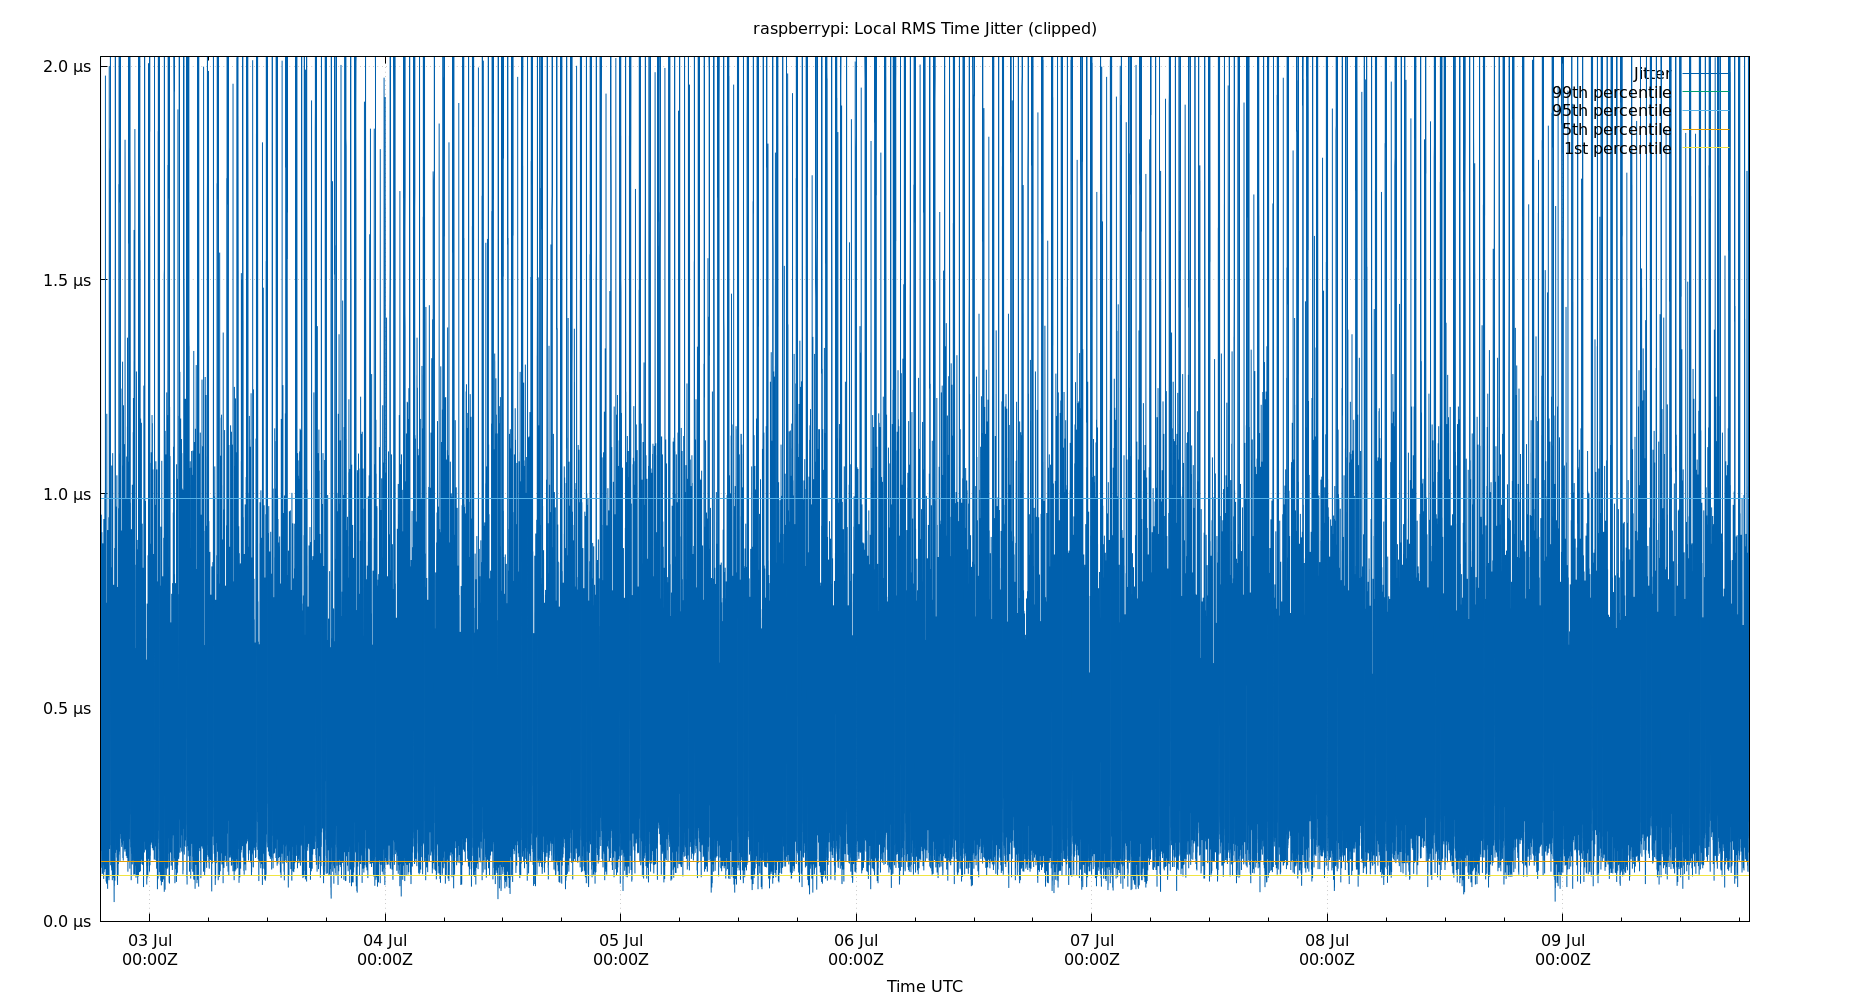 raspberrypi: Local RMS Time Jitter (clipped)
2.0 µs
1.5 µs
1.0 µs
0.5 µs
0.0 µs
Jitter
99th percentile
95th percentile
5th percentile
1st percentile
03 Jul 04 Jul 05 Jul 06 Jul 07 Jul 08 Jul 09 Jul
00:00Z 00:00Z 00:00Z 00:00Z 00:00Z 00:00Z 00:00Z
Time UTC